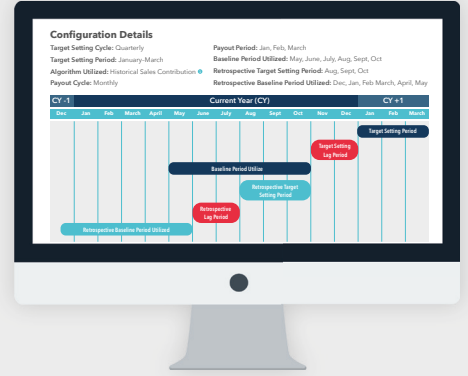 Configuration Details
Target Setting Cycle: Quarterly
Payout Period: Jan, Feb, March
Target Setting Period: January-March
Baseline Period Utilized: May, June, July, Aug, Sept, Oct
Algorithm Utilized: Historical Sales Contribution
Retrospective Target Setting Period: Aug, Sept, Oct
Payout Cycle: Monthly
Retrospective Baseline Period Utilized: Dec, Jan, Feb March, April, May
CY -1 Current Year (CY) CY +1
Dec Jan Feb March April May June July Aug Sept Oct Nov Dec Jan Feb March
Target Setting Period
Target Setting
Lag Period
Baseline Period Utilize
Retrospective Target
Setting Period
Retrospective
Lag Period
Retrospective Baseline Period Utilized